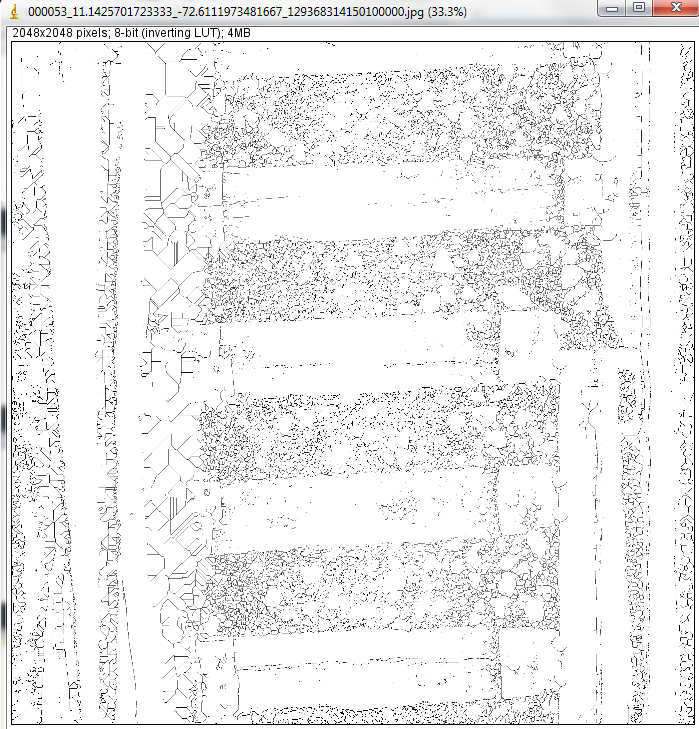 000053_11.1425701723333_-72.6111973481667_129368314150100000.jpg (33.3%)
2048x2048 pixels; 8-bit (inverting LUT); 4MB